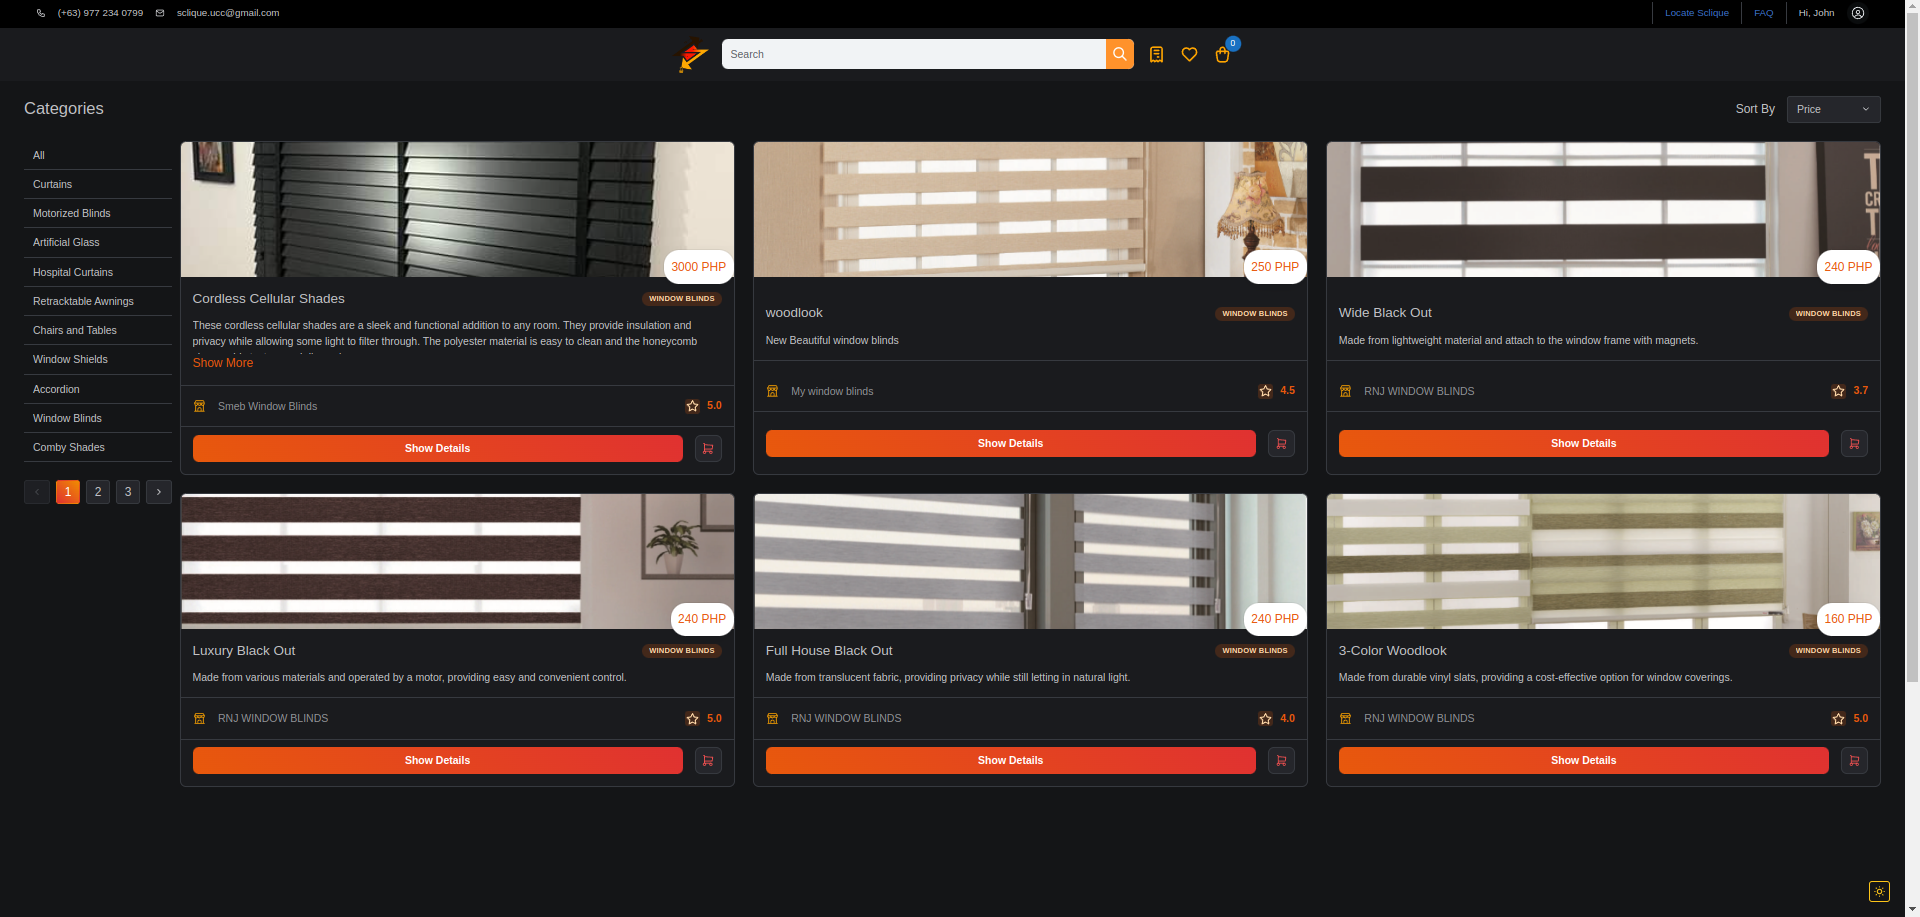 (+63) 977 234 0799
sclique.ucc@gmail.com
Locate Sclique
FAQ
Hi, John
Search
0
Categories
Sort By
Price
All
Curtains
Motorized Blinds
Artificial Glass
Hospital Curtains
Retracktable Awnings
Chairs and Tables
Window Shields
Accordion
Window Blinds
Comby Shades
1 2 3
3000 PHP
Cordless Cellular Shades
WINDOW BLINDS
These cordless cellular shades are a sleek and functional addition to any room. They provide insulation and
privacy while allowing some light to filter through. The polyester material is easy to clean and the honeycomb
Show More
Smeb Window Blinds
5.0
Show Details
250 PHP
woodlook
WINDOW BLINDS
New Beautiful window blinds
My window blinds
4.5
Show Details
240 PHP
Wide Black Out
WINDOW BLINDS
Made from lightweight material and attach to the window frame with magnets.
RNJ WINDOW BLINDS
3.7
Show Details
240 PHP
Luxury Black Out
WINDOW BLINDS
Made from various materials and operated by a motor, providing easy and convenient control.
RNJ WINDOW BLINDS
5.0
Show Details
240 PHP
Full House Black Out
WINDOW BLINDS
Made from translucent fabric, providing privacy while still letting in natural light.
RNJ WINDOW BLINDS
4.0
Show Details
160 PHP
3-Color Woodlook
WINDOW BLINDS
Made from durable vinyl slats, providing a cost-effective option for window coverings.
RNJ WINDOW BLINDS
5.0
Show Details